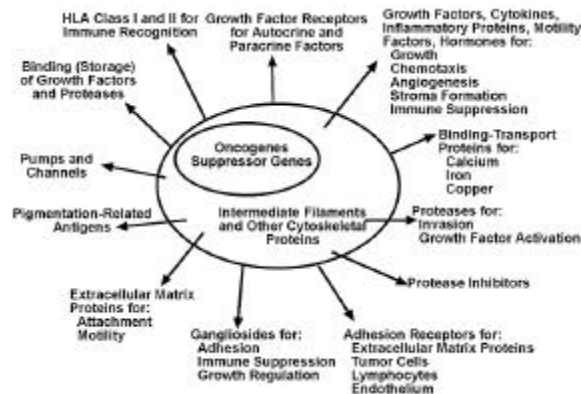 HLA Class I and II for
Immune Recognition
Growth Factor Receptors
for Autocrine and
Paracrine Factors
Growth Factors, Cytokines,
Inflammatory Proteins, Motility
Factors, Hormones for:
Growth
Chemotaxis
Angiogenesis
Stroma Formation
Immune Suppression
Binding (Storage)
of Growth Factors
and Proteases
Oncogenes
Suppressor Genes
Binding-Transport
Proteins for:
Calcium
Iron
Copper
Pumps and
Channels
Pigmentation-Related
Antigens
Intermediate Filaments
and Other Cytoskeletal
Proteins
Proteases for:
Invasion
Growth Factor Activation
Protease Inhibitors
Extracellular Matrix
Proteins for:
Attachment
Motility
Gangliosides for:
Adhesion
Immune Suppression
Growth Regulation
Adhesion Receptors for:
Extracellular Matrix Proteins
Tumor Cells
Lymphocytes
Endothelium